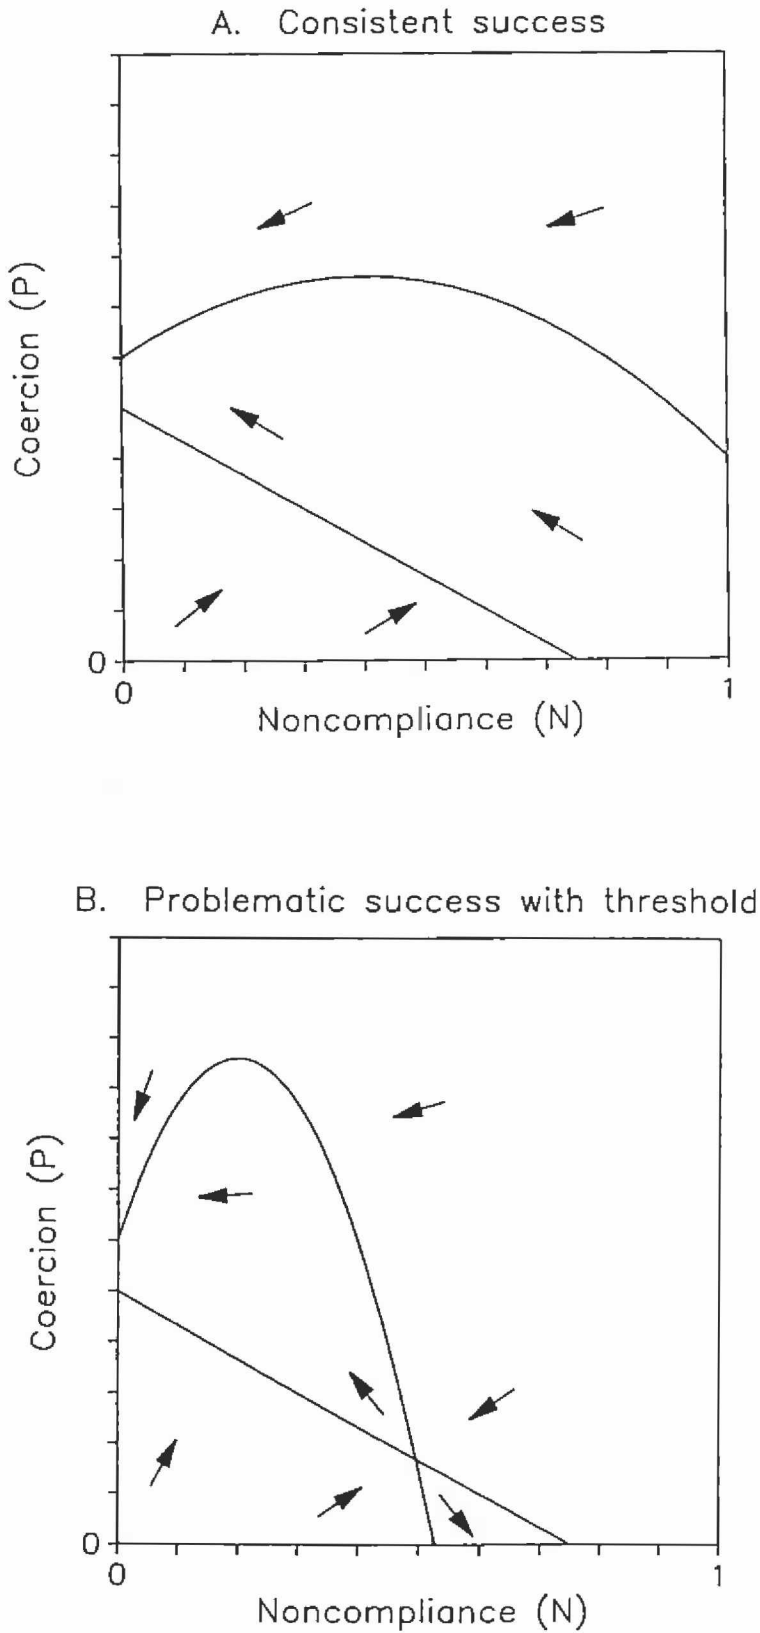 A. Consistent success
Coercion (P)
0
0
1
Noncompliance (N)
B. Problematic success with threshold
Coercion (P)
0
0
1
Noncompliance (N)